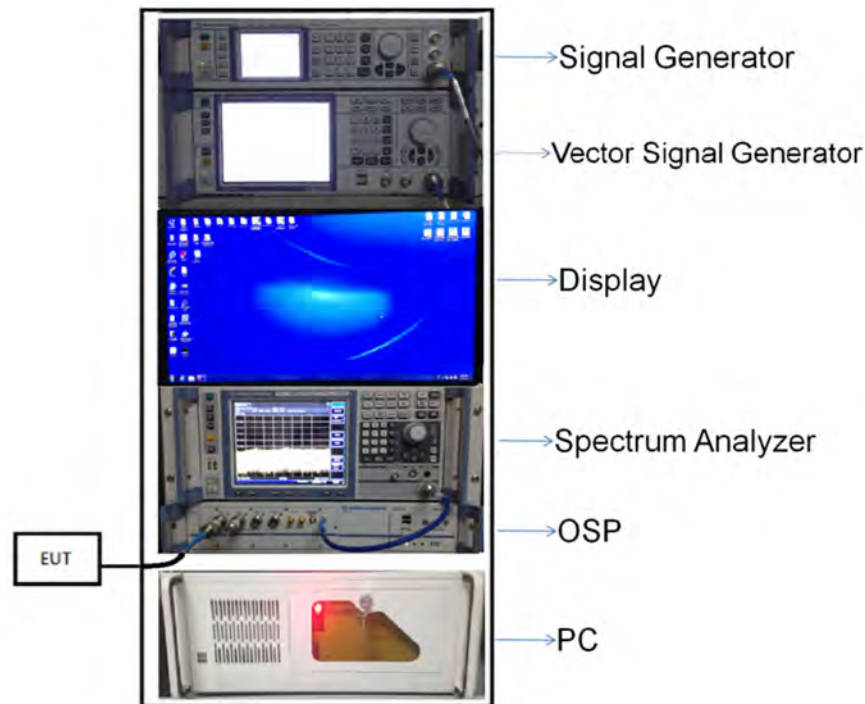 Signal Generator
Vector Signal Generator
Display
Spectrum Analyzer
OSP
EUT
PC